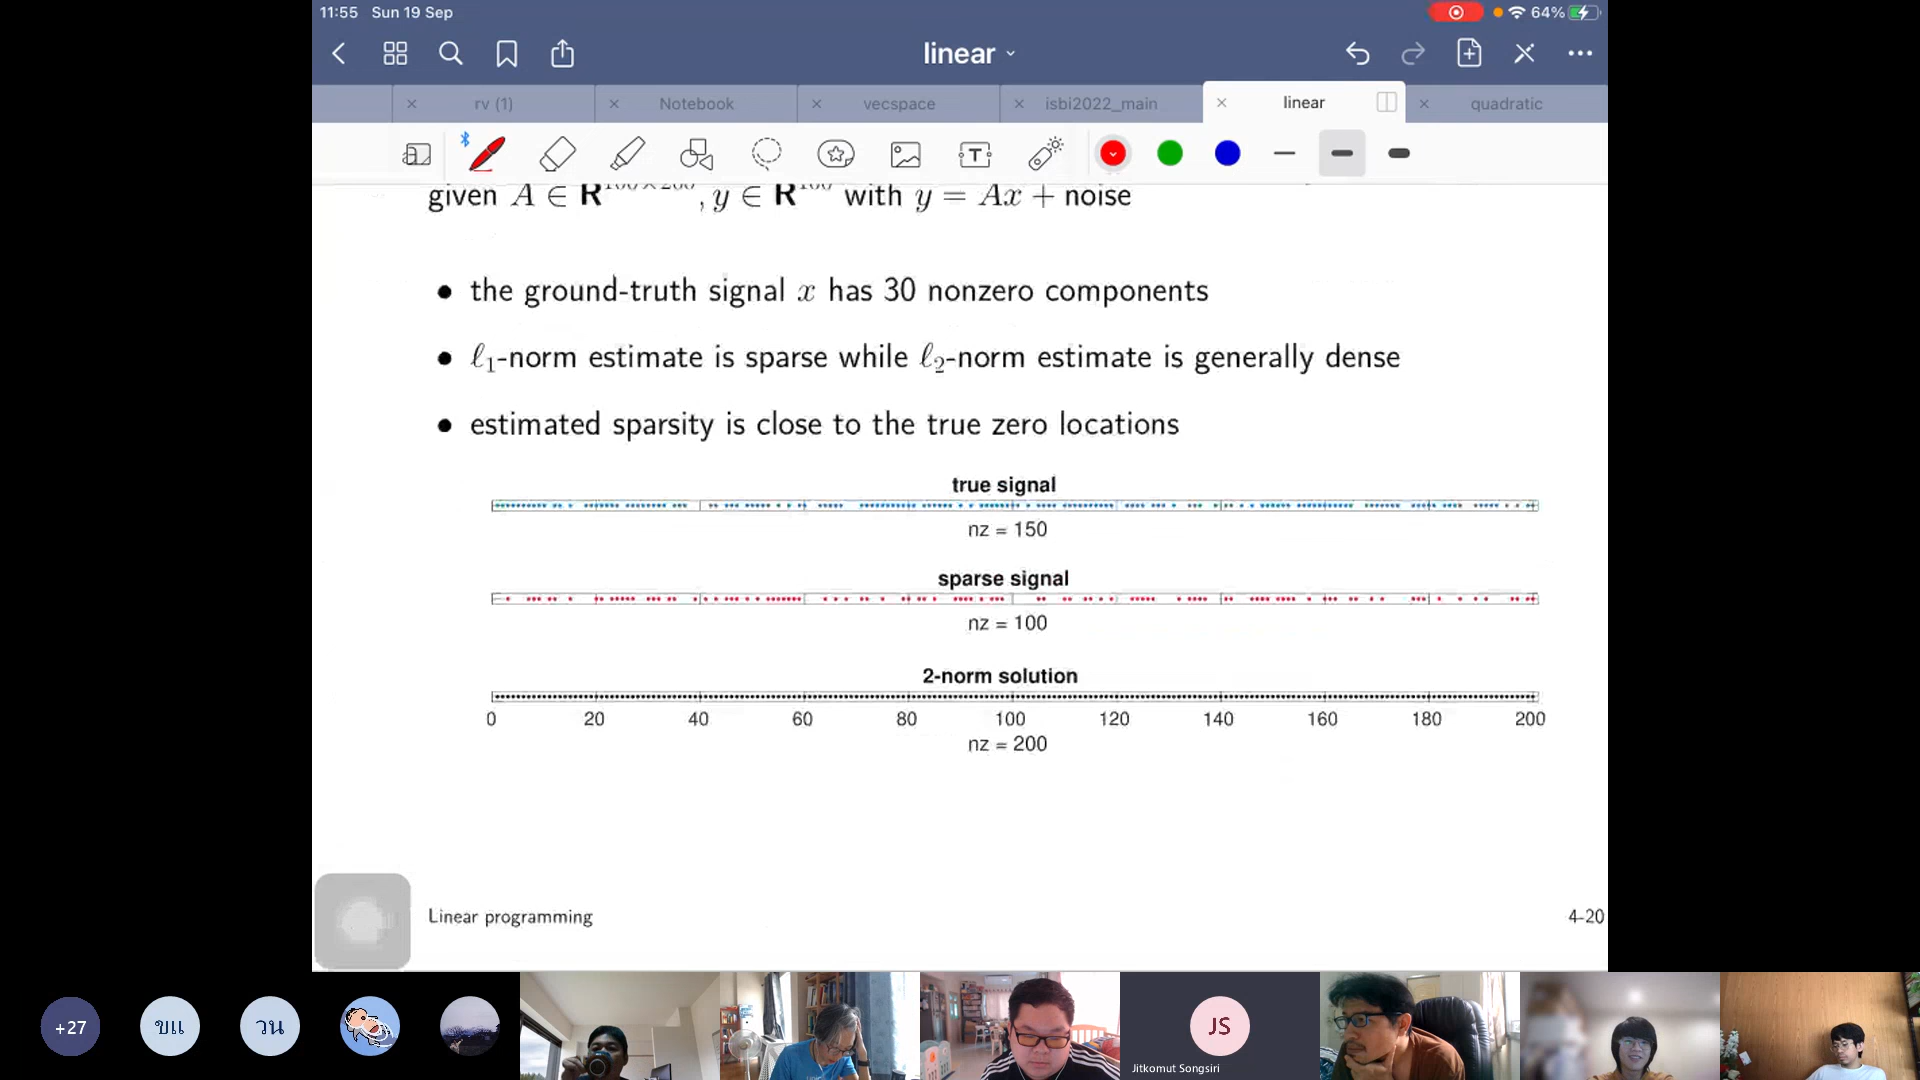 11:55 Sun 19 Sep 64%
linear
rv (1) Notebook vecspace isbi2022_main linear quadratic
given A ∈ R^{100×200}, y ∈ R^{100} with y = Ax + noise
• the ground-truth signal x has 30 nonzero components
• ℓ₁-norm estimate is sparse while ℓ₂-norm estimate is generally dense
• estimated sparsity is close to the true zero locations
true signal
nz = 150
sparse signal
nz = 100
2-norm solution
0 20 40 60 80 100 120 140 160 180 200
nz = 200
Linear programming 4-20
+27 ขแ วน JS
Jitkomut Songsiri